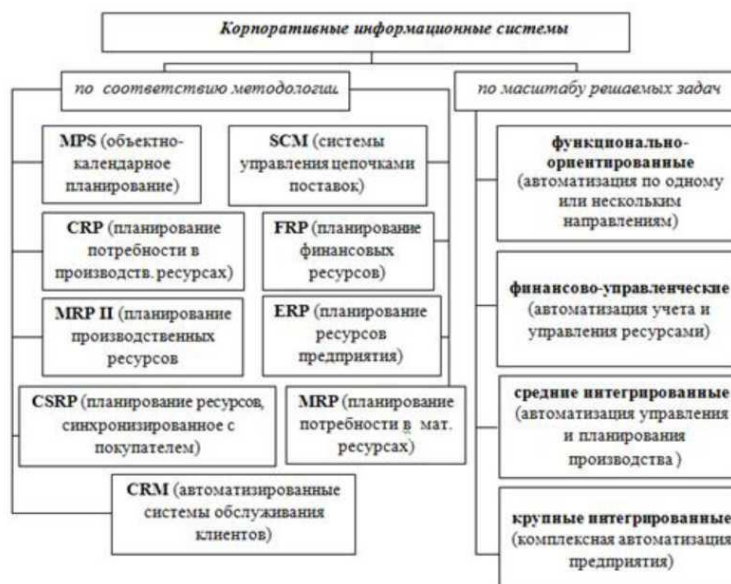 Корпоративные информационные системы
по соответствию методологии
MPS (объектно-
календарное
планирование)
SCM (системы
управления цепочками
поставок)
CRP (планирование
потребности в
производств. ресурсах)
FRP (планирование
финансовых
ресурсов)
MRP II (планирование
производственных
ресурсов
ERP (планирование
ресурсов
предприятия)
CSRP (планирование ресурсов,
синхронизированное с
покупателем)
MRP (планирование
потребности в мат.
ресурсах)
CRM (автоматизированные
системы обслуживания
клиентов)
по масштабу решаемых задач
функционально-
ориентированные
(автоматизация по одному
или нескольким
направлениям)
финансово-управленческие
(автоматизация учета и
управления ресурсами)
средние интегрированные
(автоматизация управления
и планирования
производства )
крупные интегрированные
(комплексная автоматизация
предприятия)